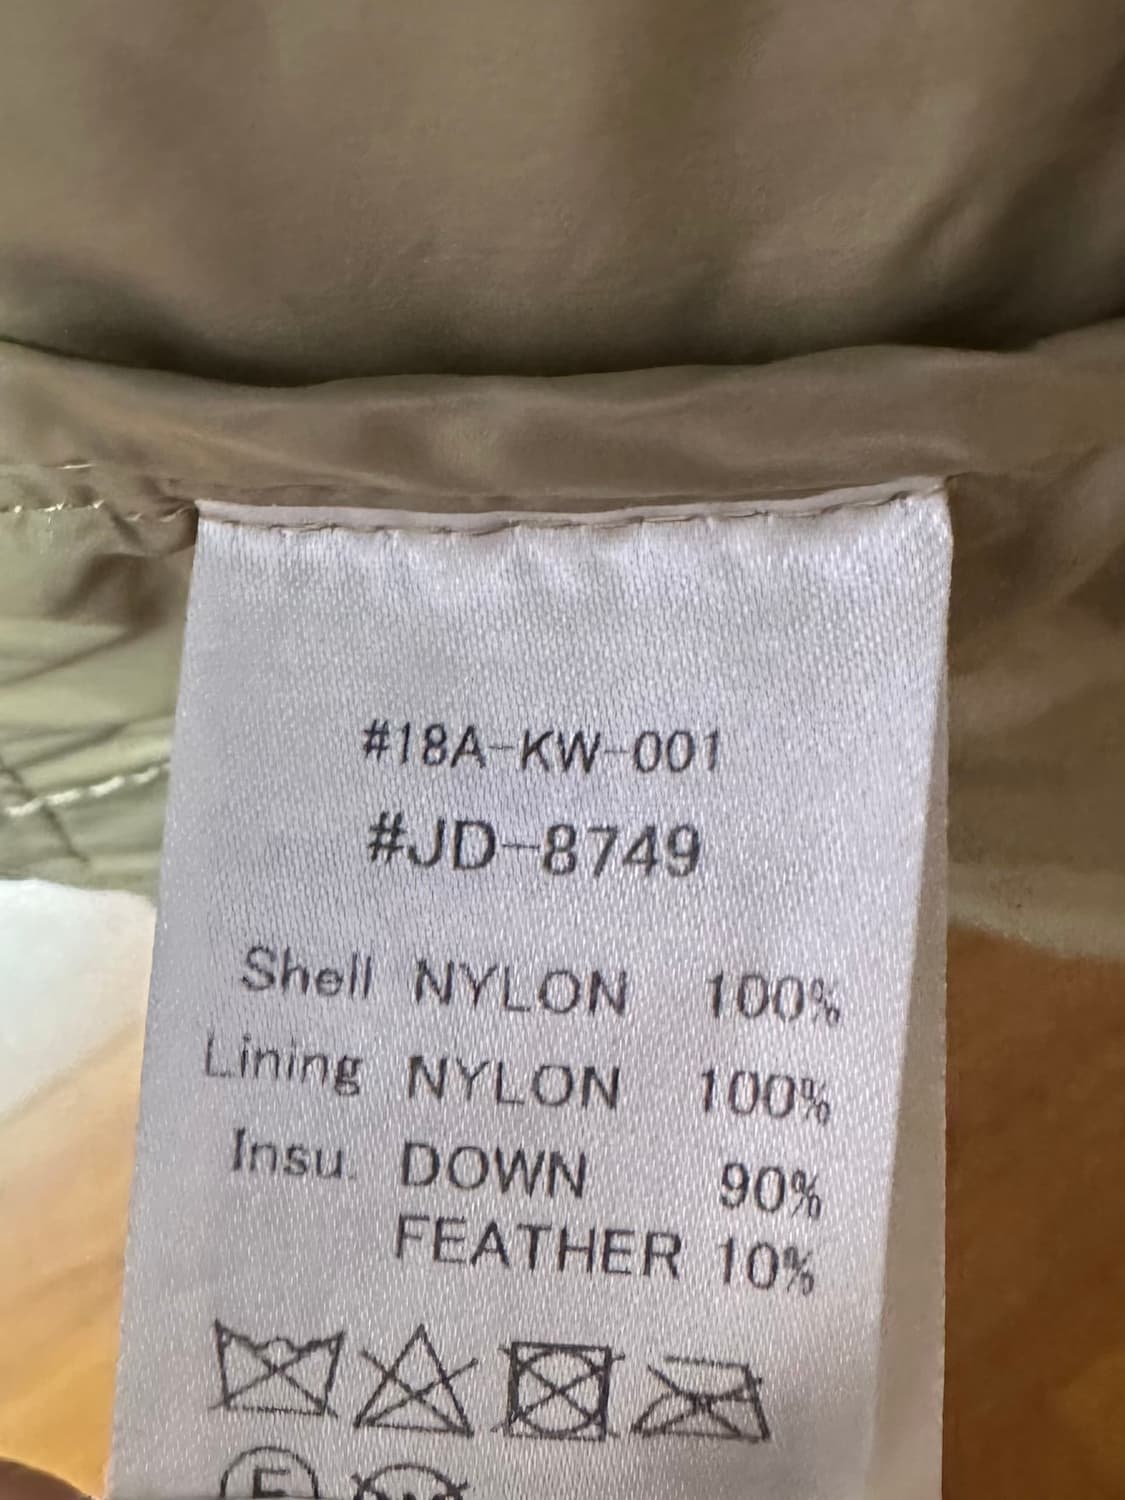 #18A-KW-001
#JD-8749
Shell NYLON 100%
Lining NYLON 100%
Insu. DOWN 90%
FEATHER 10%